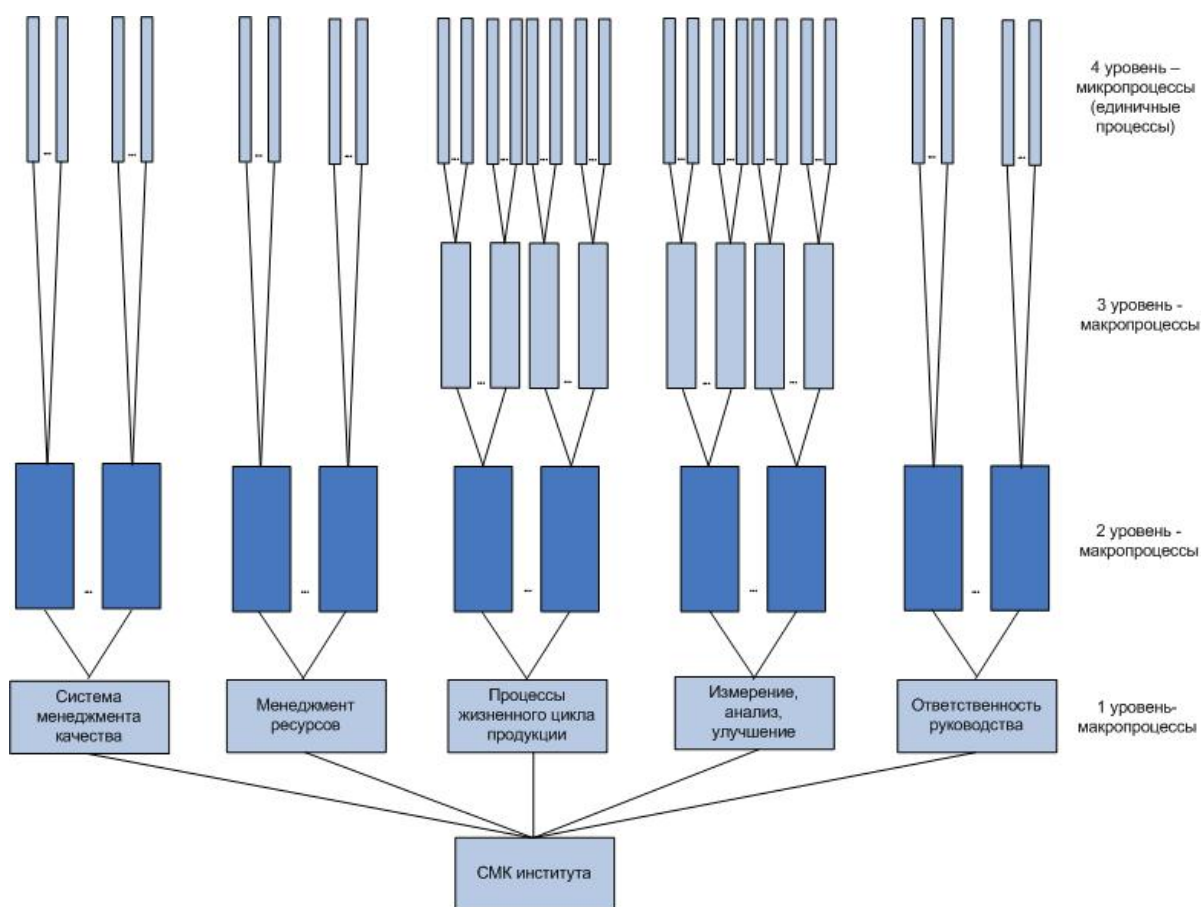 4 уровень –
микропроцессы
(единичные
процессы)
... ... ... ... ... ... ... ... ... ... ... ... ... ... ... ...
3 уровень -
макропроцессы
... ... ... ...
2 уровень -
макропроцессы
... ... ... ... ...
Система
менеджмента
качества
Менеджмент
ресурсов
Процессы
жизненного цикла
продукции
Измерение,
анализ,
улучшение
Ответственность
руководства
1 уровень-
макропроцессы
СМК института